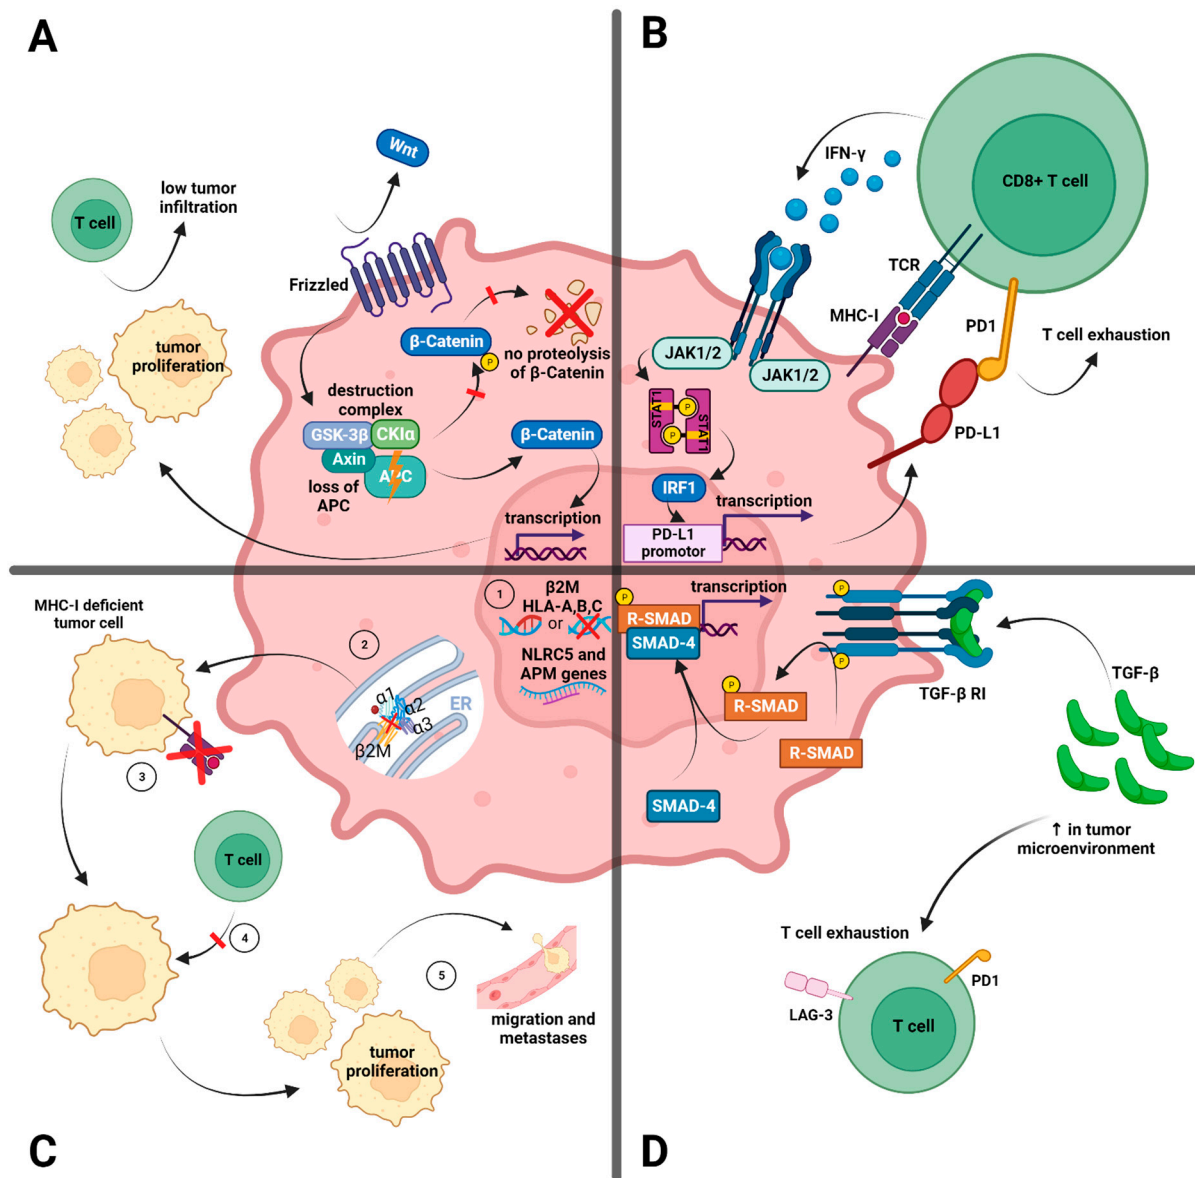 A
Wnt
low tumor
infiltration
T cell
Frizzled
tumor
proliferation
β-Catenin
P
no proteolysis
of β-Catenin
destruction
complex
GSK-3β
CKIα
Axin
APC
loss of
APC
β-Catenin
transcription
B
IFN-γ
CD8+ T cell
TCR
MHC-I
PD1
T cell exhaustion
JAK1/2
JAK1/2
PD-L1
STAT1
P
P
STAT1
IRF1
transcription
PD-L1
promotor
MHC-I deficient
tumor cell
1
β2M
HLA-A,B,C
or
NLRC5 and
APM genes
2
α1
α2
α3
ER
β2M
3
T cell
4
5
tumor
proliferation
migration and
metastases
C
transcription
P
R-SMAD
SMAD-4
P
P
TGF-β RI
TGF-β
P
R-SMAD
R-SMAD
SMAD-4
↑ in tumor
microenvironment
T cell exhaustion
PD1
LAG-3
T cell
D